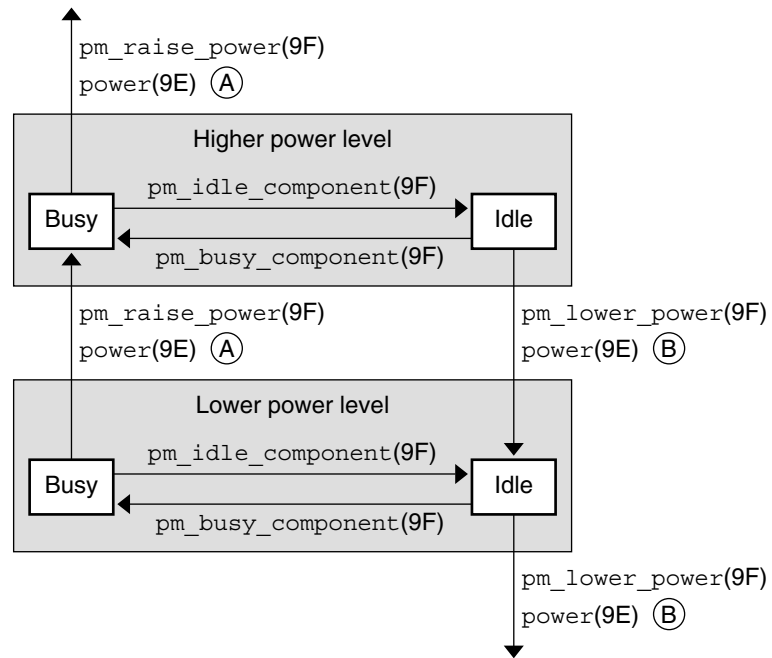 pm_raise_power(9F)
power(9E) A
Higher power level
pm_idle_component(9F)
Busy
Idle
pm_busy_component(9F)
pm_raise_power(9F)
power(9E) A
pm_lower_power(9F)
power(9E) B
Lower power level
pm_idle_component(9F)
Busy
Idle
pm_busy_component(9F)
pm_lower_power(9F)
power(9E) B